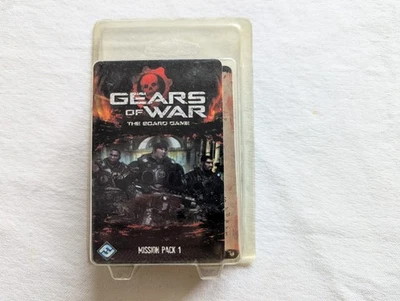 GEARS
OF WAR
THE BOARD GAME
MISSION PACK 1